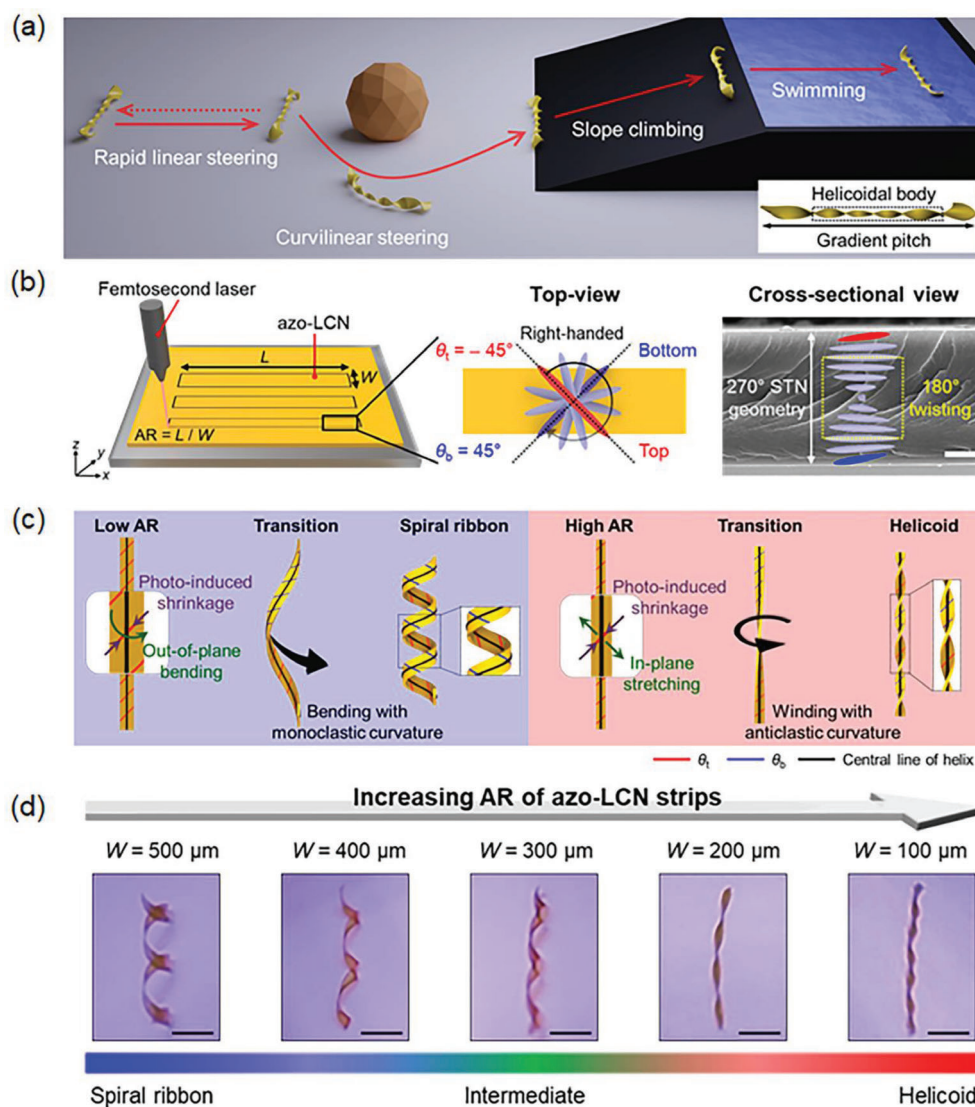 (a)
Rapid linear steering
Curvilinear steering
Slope climbing
Swimming
Helicoidal body
Gradient pitch
(b)
Femtosecond laser
azo-LCN
L
W
AR = L / W
z
y
x
Top-view
Right-handed
θt = − 45°
Bottom
θb = 45°
Top
Cross-sectional view
270° STN
geometry
180°
twisting
(c)
Low AR
Transition
Spiral ribbon
Photo-induced
shrinkage
Out-of-plane
bending
Bending with
monoclastic curvature
High AR
Transition
Helicoid
Photo-induced
shrinkage
In-plane
stretching
Winding with
anticlastic curvature
θt
θb
Central line of helix
(d)
Increasing AR of azo-LCN strips
W = 500 µm
W = 400 µm
W = 300 µm
W = 200 µm
W = 100 µm
Spiral ribbon
Intermediate
Helicoid